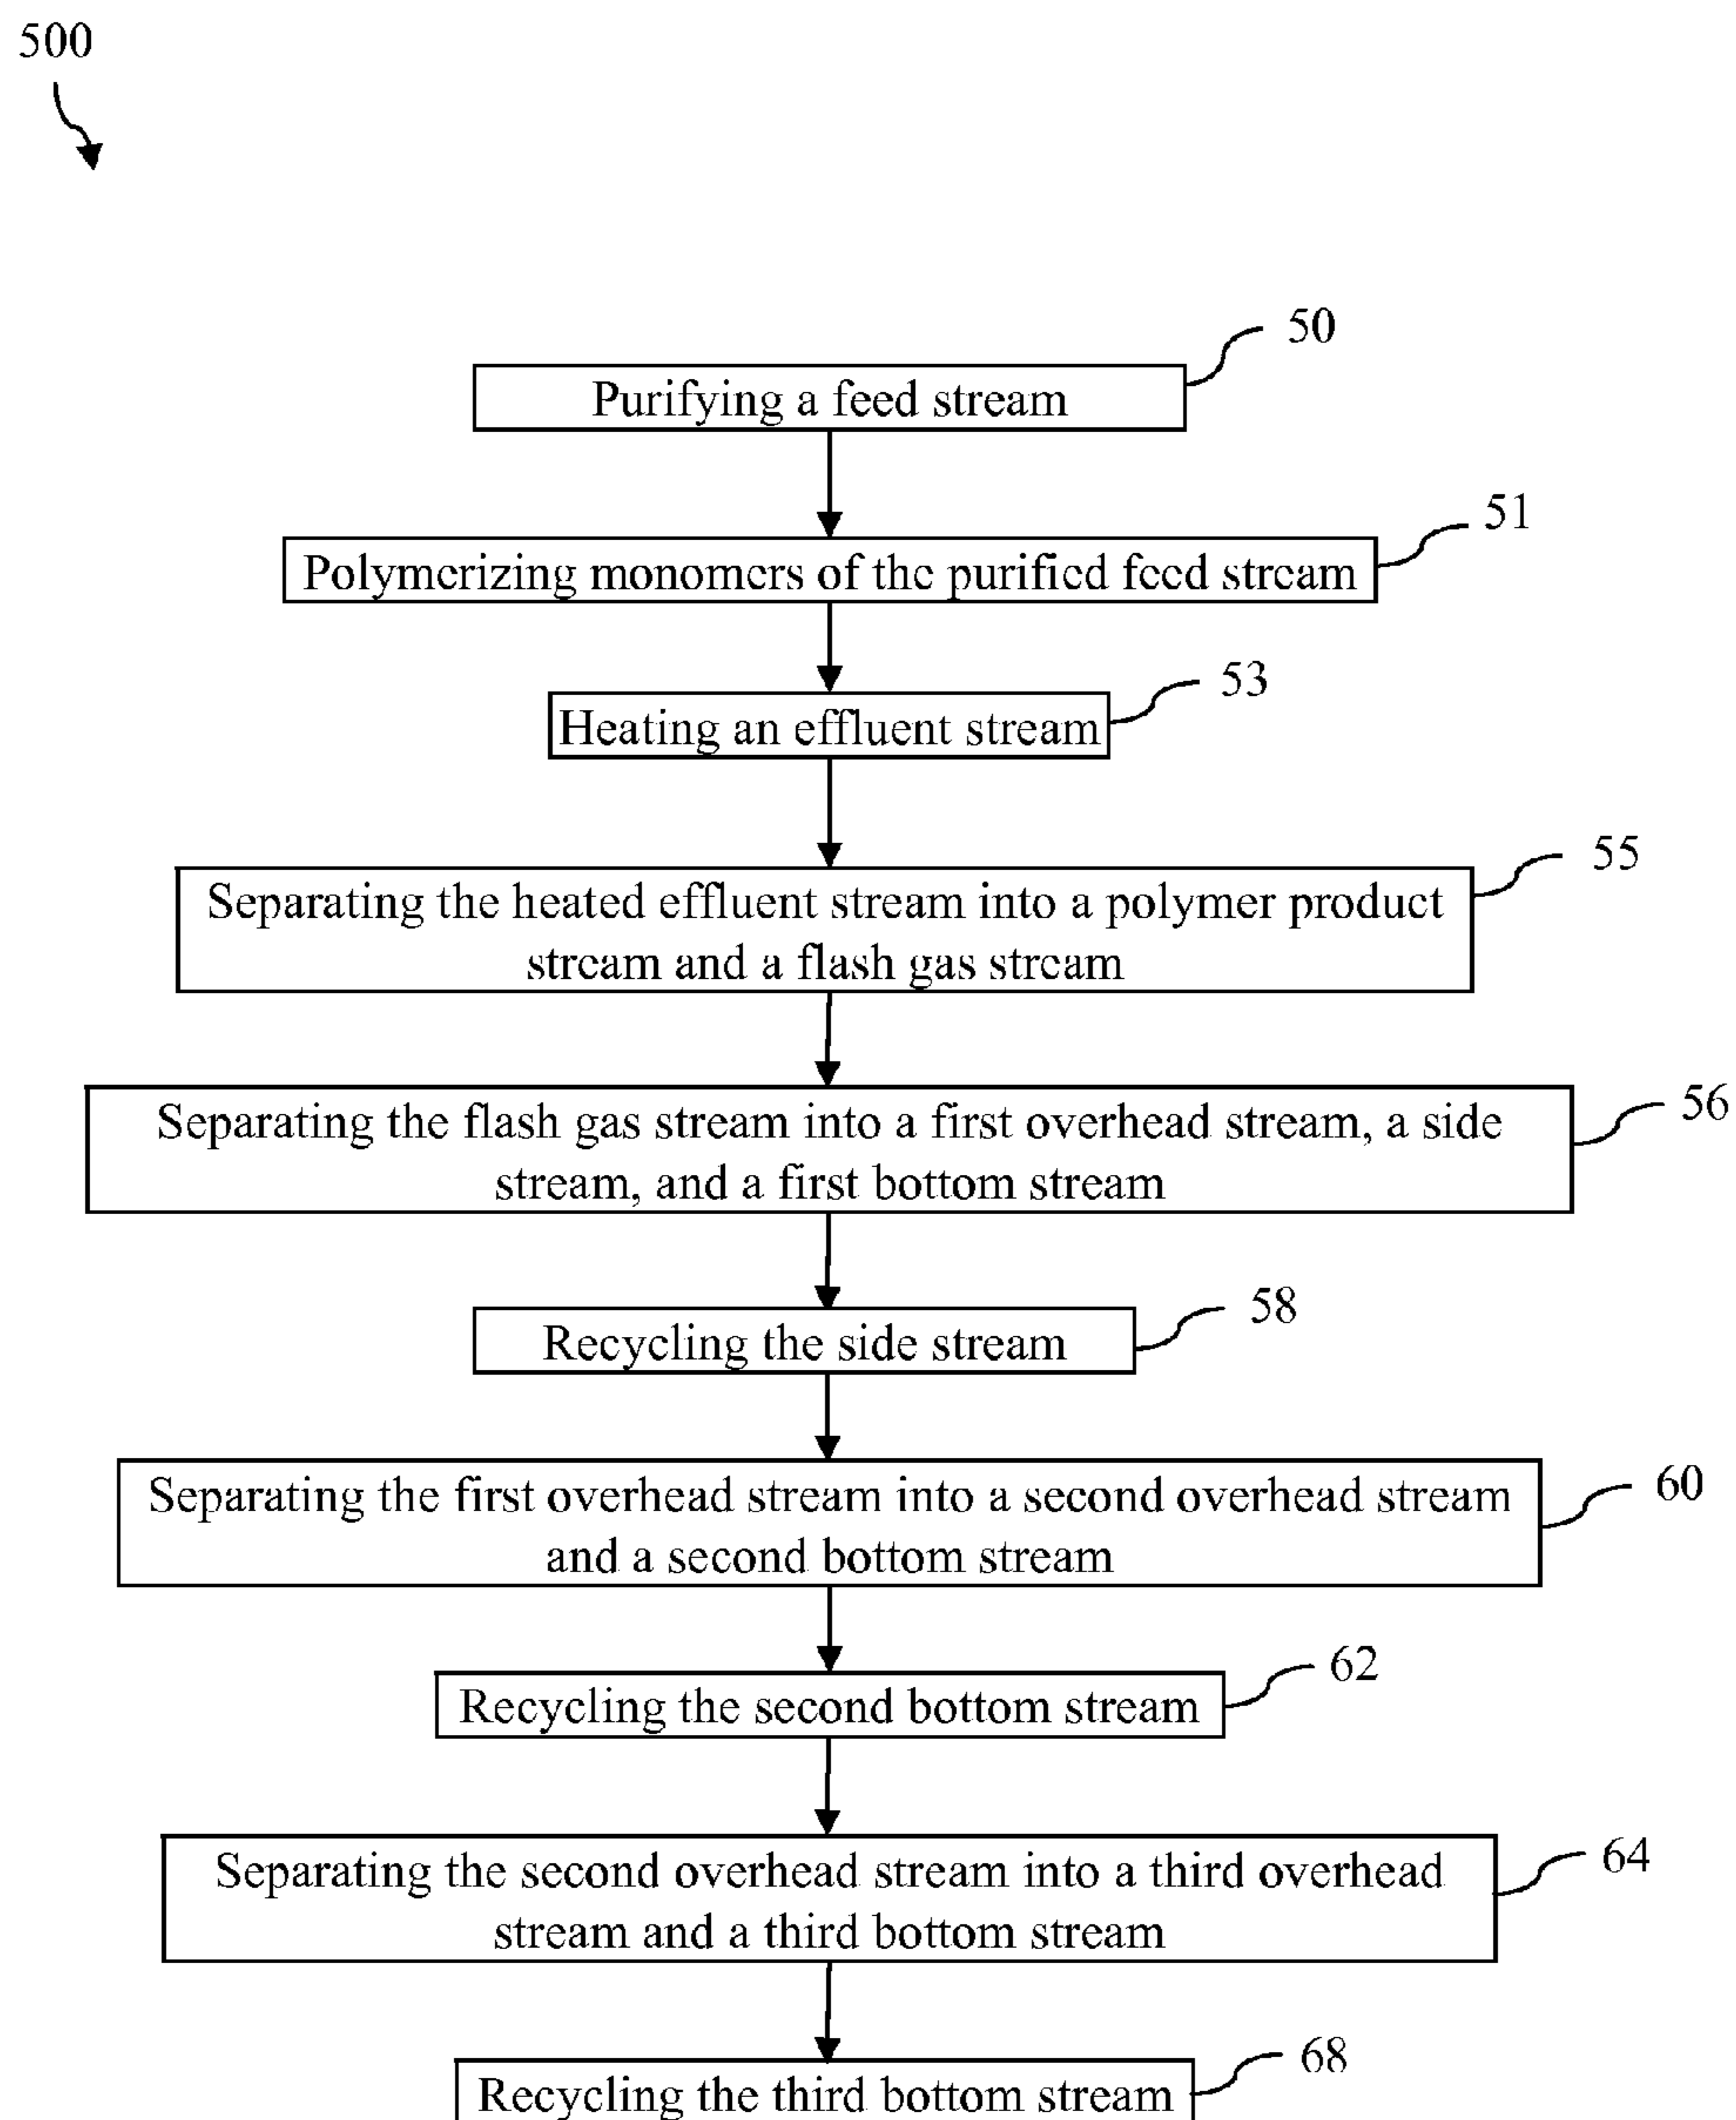 500
50
Purifying a feed stream
51
Polymerizing monomers of the purified feed stream
53
Heating an effluent stream
55
Separating the heated effluent stream into a polymer product
stream and a flash gas stream
56
Separating the flash gas stream into a first overhead stream, a side
stream, and a first bottom stream
58
Recycling the side stream
60
Separating the first overhead stream into a second overhead stream
and a second bottom stream
62
Recycling the second bottom stream
64
Separating the second overhead stream into a third overhead
stream and a third bottom stream
68
Recycling the third bottom stream